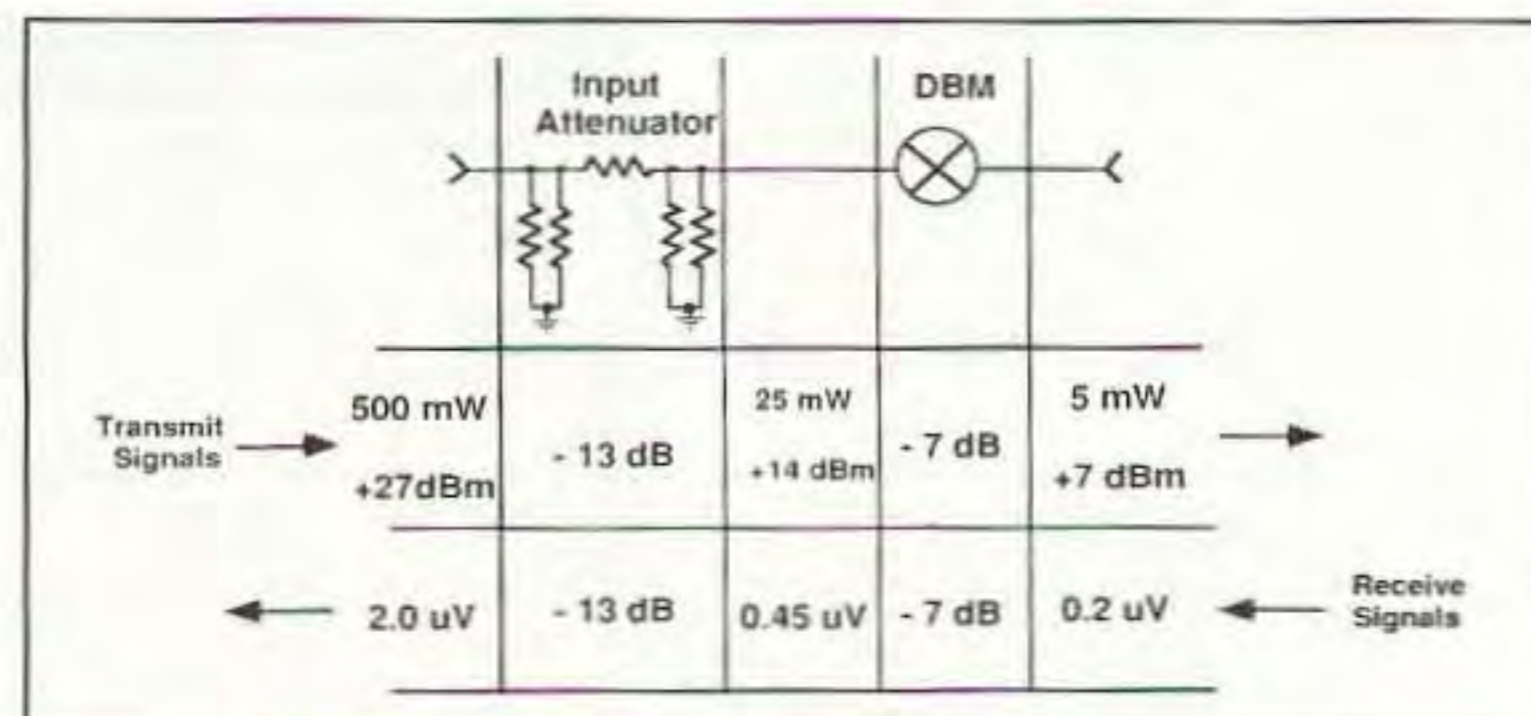 Input
Attenuator
DBM
Transmit
Signals
500 mW
+27dBm
- 13 dB
25 mW
+14 dBm
- 7 dB
5 mW
+7 dBm
2.0 uV
- 13 dB
0.45 uV
- 7 dB
0.2 uV
Receive
Signals